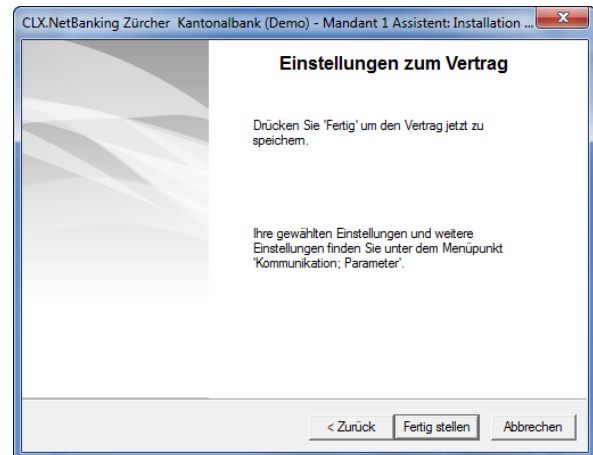 CLX.NetBanking Zürcher Kantonalbank (Demo) - Mandant 1 Assistent: Installation ...
Einstellungen zum Vertrag
Drücken Sie 'Fertig' um den Vertrag jetzt zu
speichern.
Ihre gewählten Einstellungen und weitere
Einstellungen finden Sie unter dem Menüpunkt
'Kommunikation; Parameter'.
< Zurück Fertig stellen Abbrechen